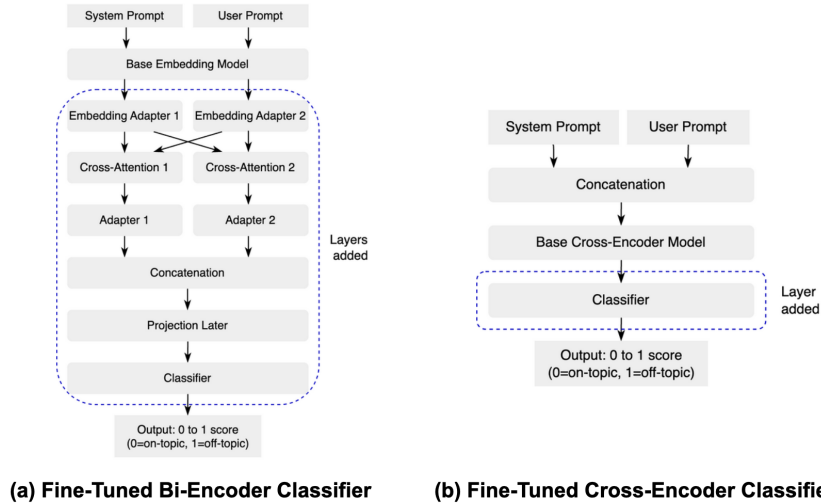 System Prompt
User Prompt
Base Embedding Model
Embedding Adapter 1
Embedding Adapter 2
Cross-Attention 1
Cross-Attention 2
Adapter 1
Adapter 2
Layers
added
Concatenation
Projection Later
Classifier
Output: 0 to 1 score
(0=on-topic, 1=off-topic)
(a) Fine-Tuned Bi-Encoder Classifier
System Prompt
User Prompt
Concatenation
Base Cross-Encoder Model
Classifier
Layer
added
Output: 0 to 1 score
(0=on-topic, 1=off-topic)
(b) Fine-Tuned Cross-Encoder Classifie